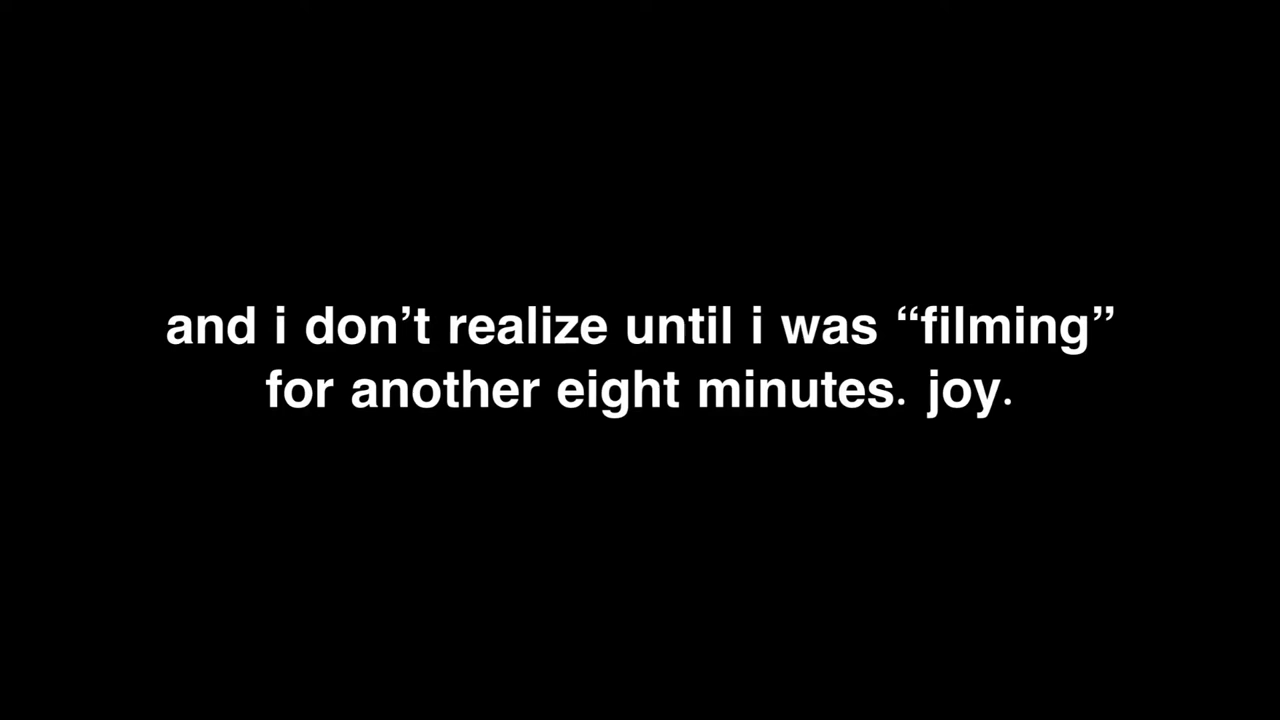 and i don’t realize until i was “filming”
for another eight minutes. joy.